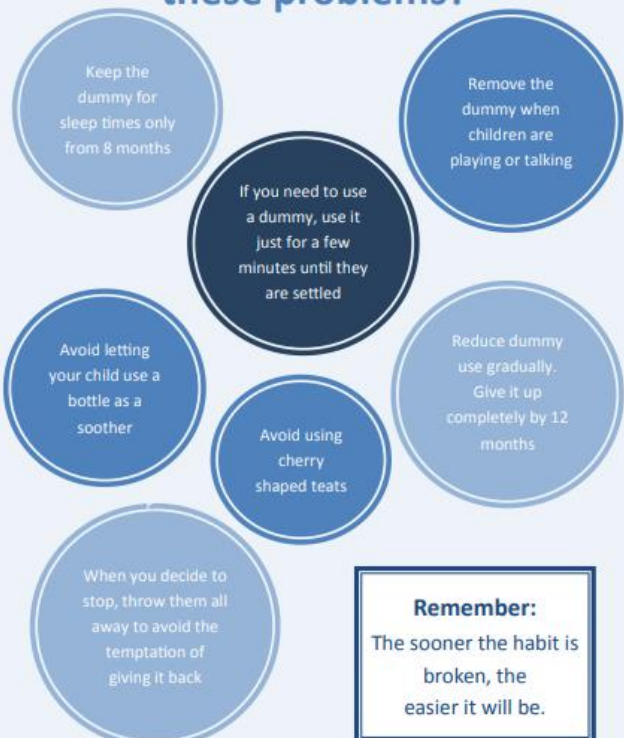 these problems?
Keep the
dummy for
sleep times only
from 8 months
Remove the
dummy when
children are
playing or talking
If you need to use
a dummy, use it
just for a few
minutes until they
are settled
Avoid letting
your child use a
bottle as a
soother
Reduce dummy
use gradually.
Give it up
completely by 12
months
Avoid using
cherry
shaped teats
When you decide to
stop, throw them all
away to avoid the
temptation of
giving it back
Remember:
The sooner the habit is
broken, the
easier it will be.